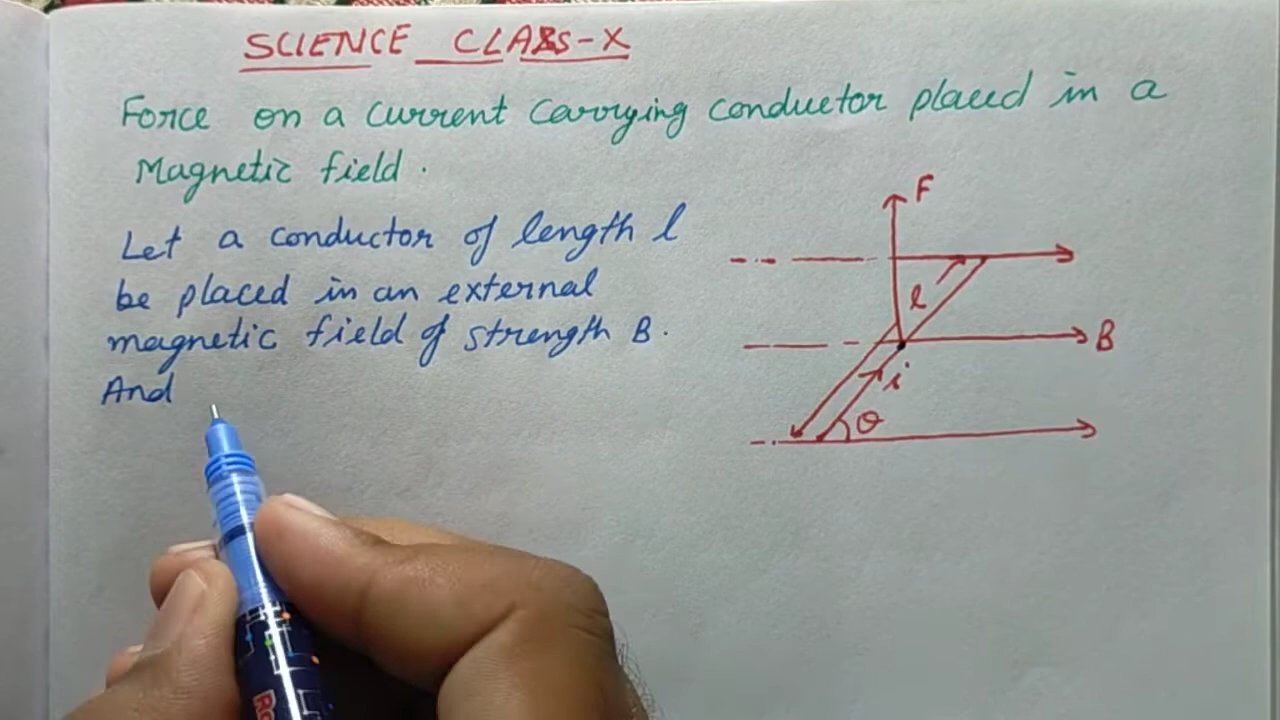 SCIENCE CLASS-X
Force on a current carrying conductor placed in a
Magnetic field.
Let a conductor of length l
be placed in an external
magnetic field of strength B.
And
F
l
B
i
θ
Ro